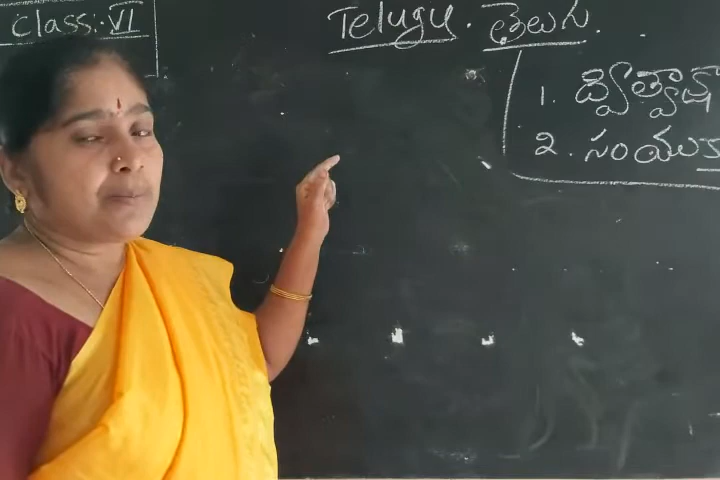 Class:- VI
Telugu. తెలుగు.
1. ద్విత్వాక్ష
2. సంయుక